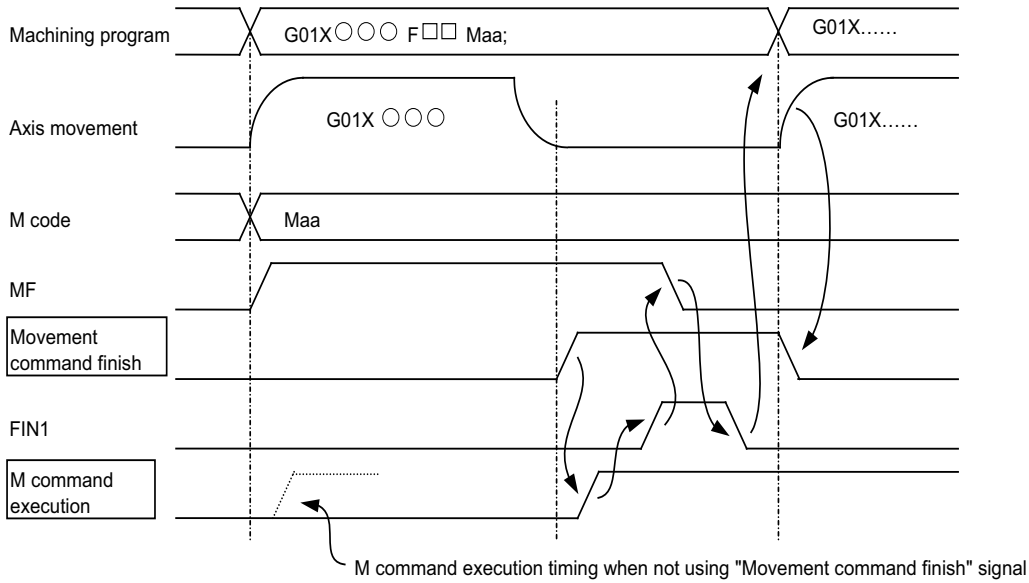 Machining program
G01X○○○ F□□ Maa;
G01X……
Axis movement
G01X ○○○
G01X……
M code
Maa
MF
Movement
command finish
FIN1
M command
execution
M command execution timing when not using "Movement command finish" signal